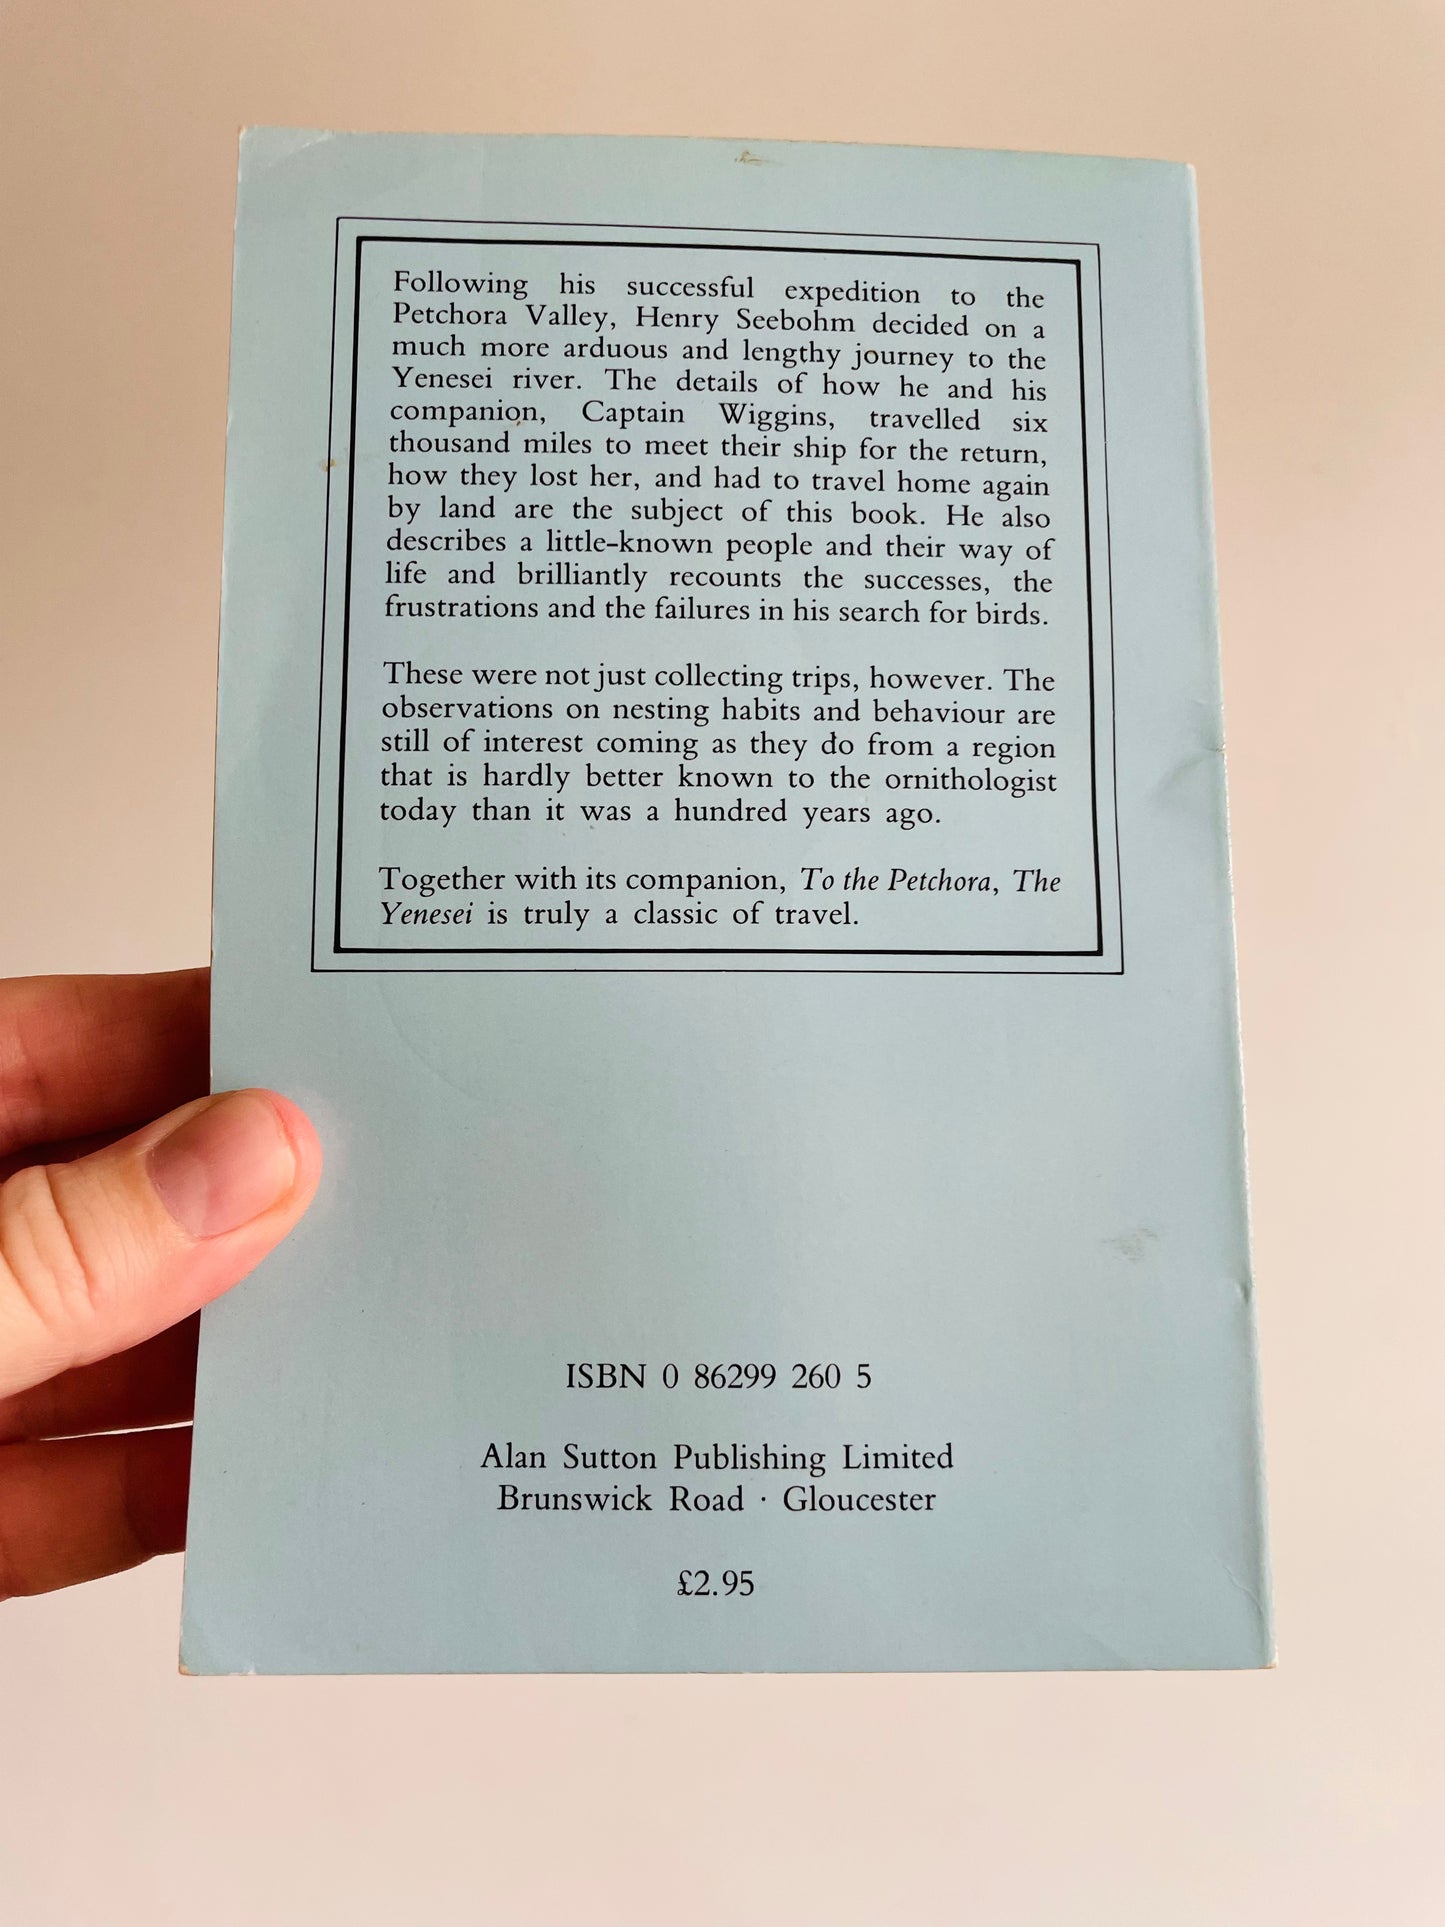 Following his successful expedition to the
Petchora Valley, Henry Seebohm decided on a
much more arduous and lengthy journey to the
Yenesei river. The details of how he and his
companion, Captain Wiggins, travelled six
thousand miles to meet their ship for the return,
how they lost her, and had to travel home again
by land are the subject of this book. He also
describes a little-known people and their way of
life and brilliantly recounts the successes, the
frustrations and the failures in his search for birds.
These were not just collecting trips, however. The
observations on nesting habits and behaviour are
still of interest coming as they do from a region
that is hardly better known to the ornithologist
today than it was a hundred years ago.
Together with its companion, To the Petchora, The
Yenesei is truly a classic of travel.
ISBN 0 86299 260 5
Alan Sutton Publishing Limited
Brunswick Road · Gloucester
£2.95